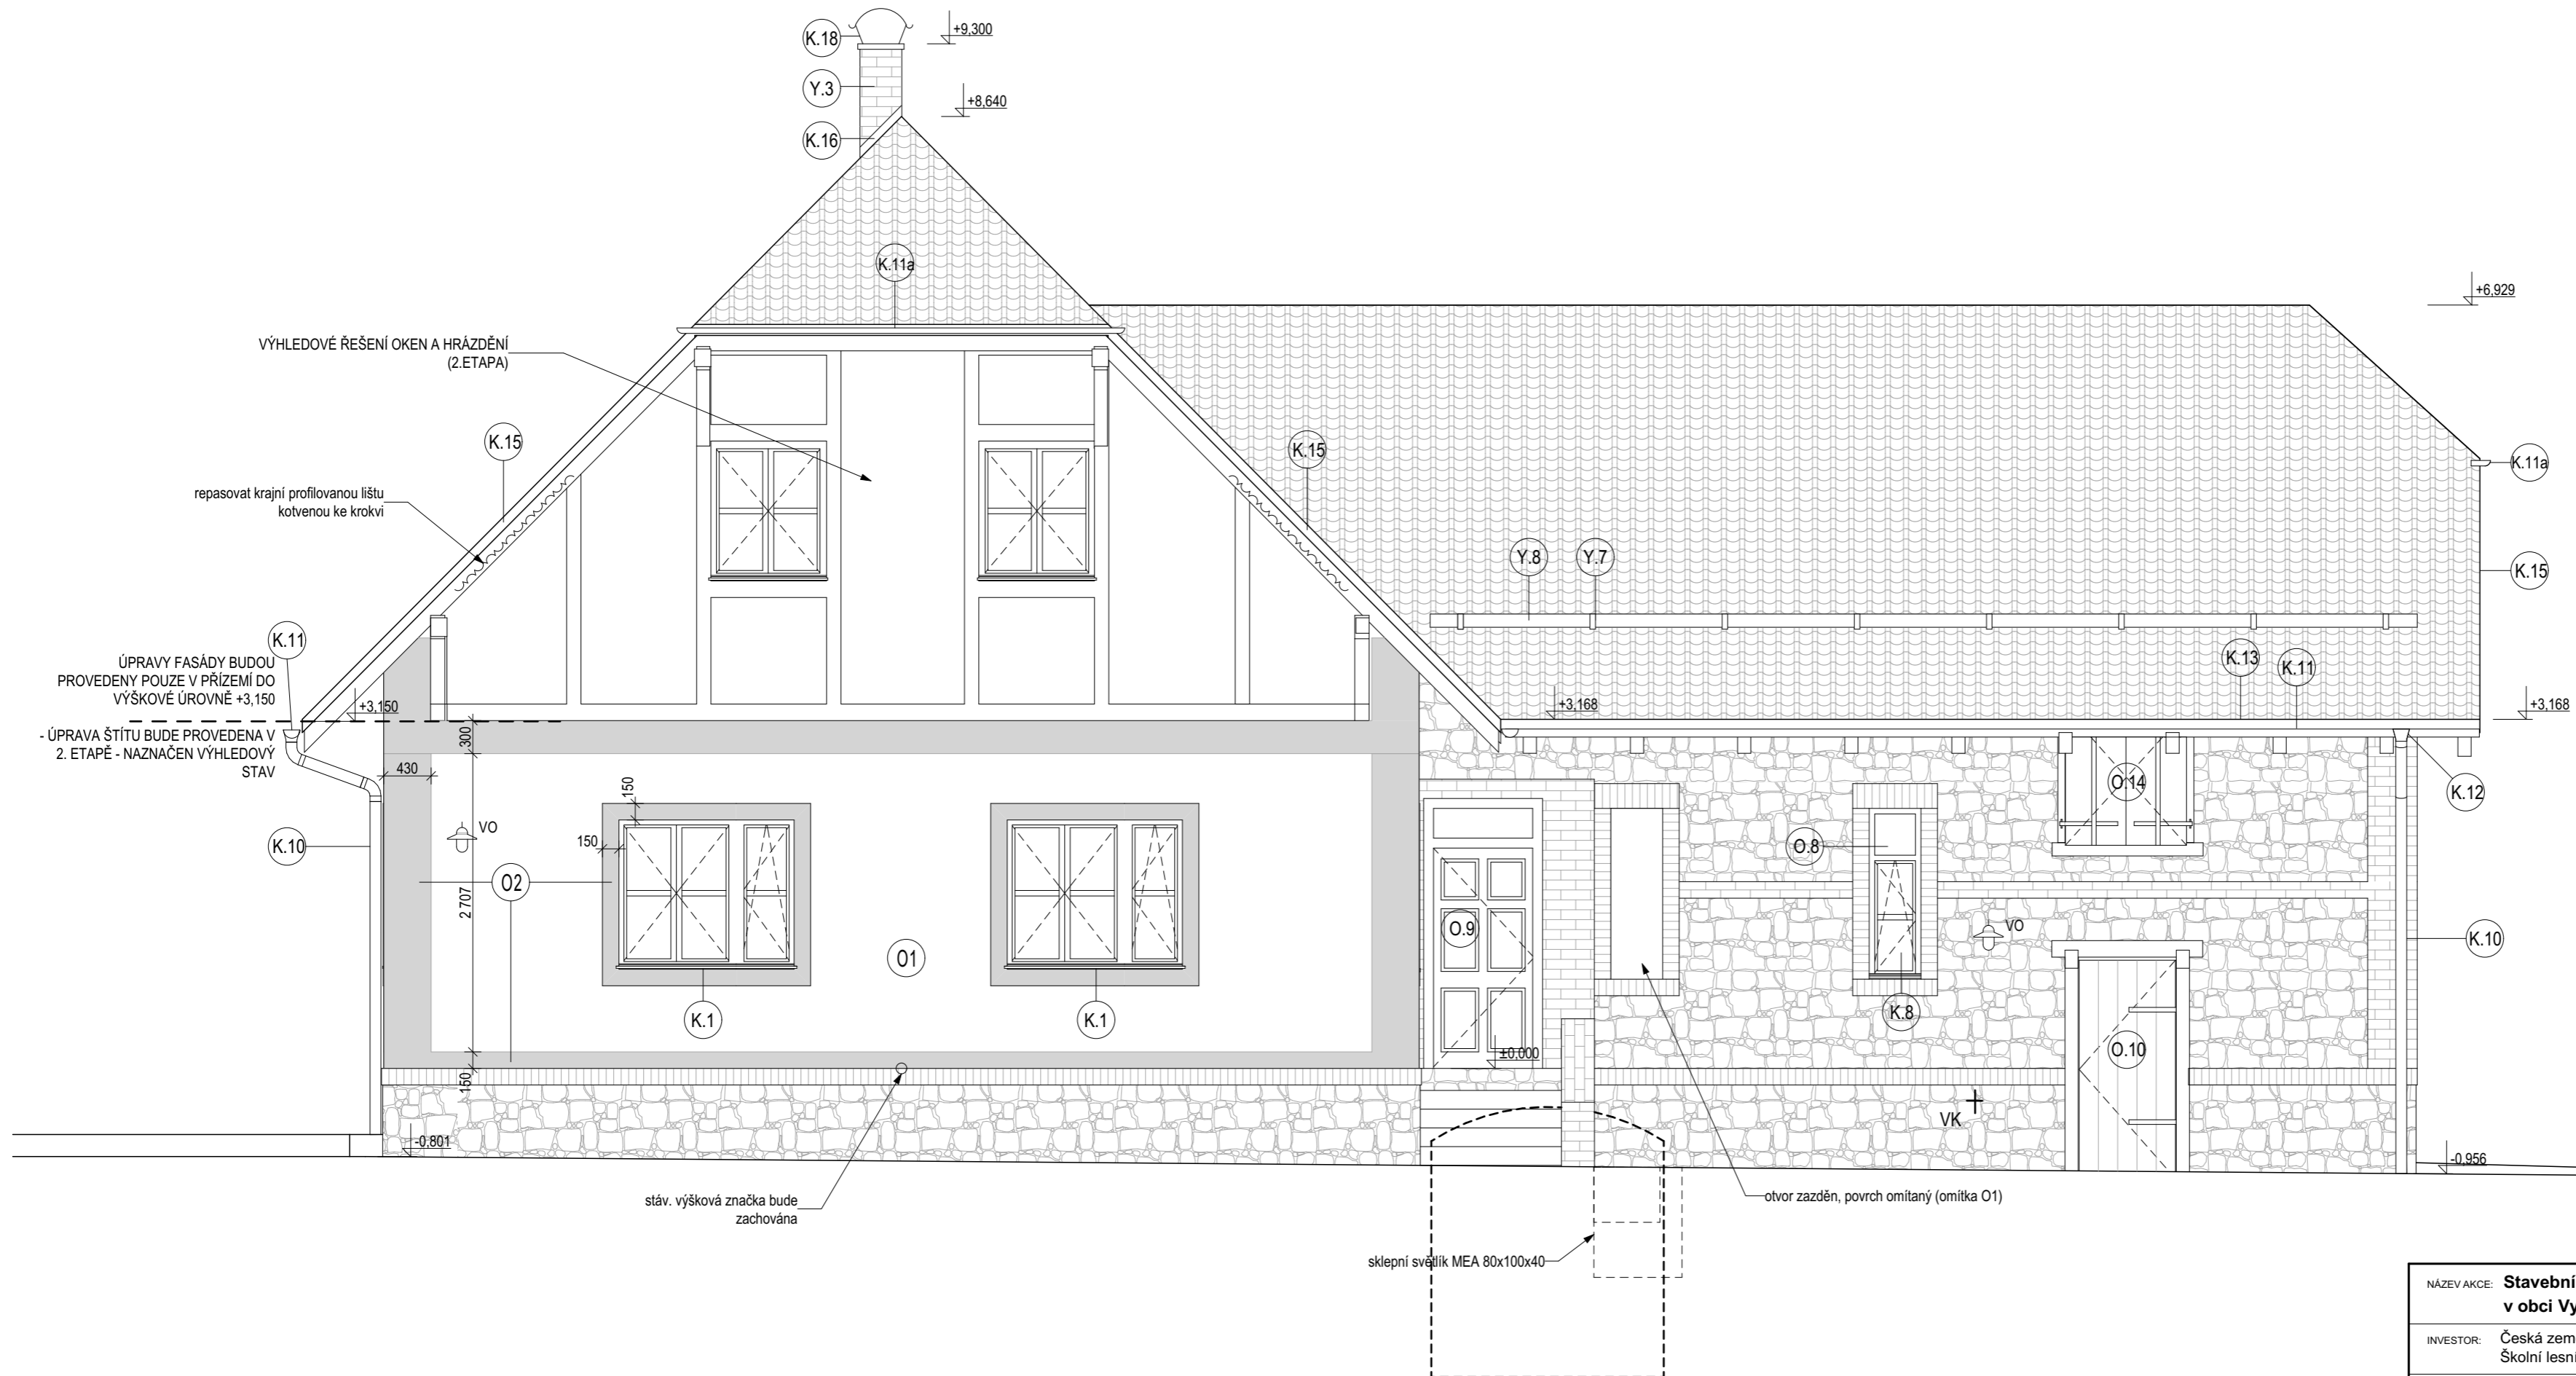 K.18
+9,300
Y.3
+8,640
K.16
K.11a
+6,929
VÝHLEDOVÉ ŘEŠENÍ OKEN A HRÁZDĚNÍ
(2.ETAPA)
K.15
K.15
K.11a
repasovat krajní profilovanou lištu
kotvenou ke krokvi
Y.8
Y.7
K.15
K.11
ÚPRAVY FASÁDY BUDOU
PROVEDENY POUZE V PŘÍZEMÍ DO
VÝŠKOVÉ ÚROVNĚ +3,150
K.13
K.11
+3,150
+3,168
+3,168
- ÚPRAVA ŠTÍTU BUDE PROVEDENA V
2. ETAPĚ - NAZNAČEN VÝHLEDOVÝ
STAV
300
430
150
O.14
K.12
VO
K.10
150
O.8
O2
2 707
O1
O.9
VO
K.10
K.1
K.1
K.8
±0,000
O.10
150
VK
-0,801
-0,956
stáv. výšková značka bude
zachována
otvor zazděn, povrch omítaný (omítka O1)
sklepní světlík MEA 80x100x40
NÁZEV AKCE: Stavební
v obci Vy
INVESTOR: Česká zem
Školní lesní